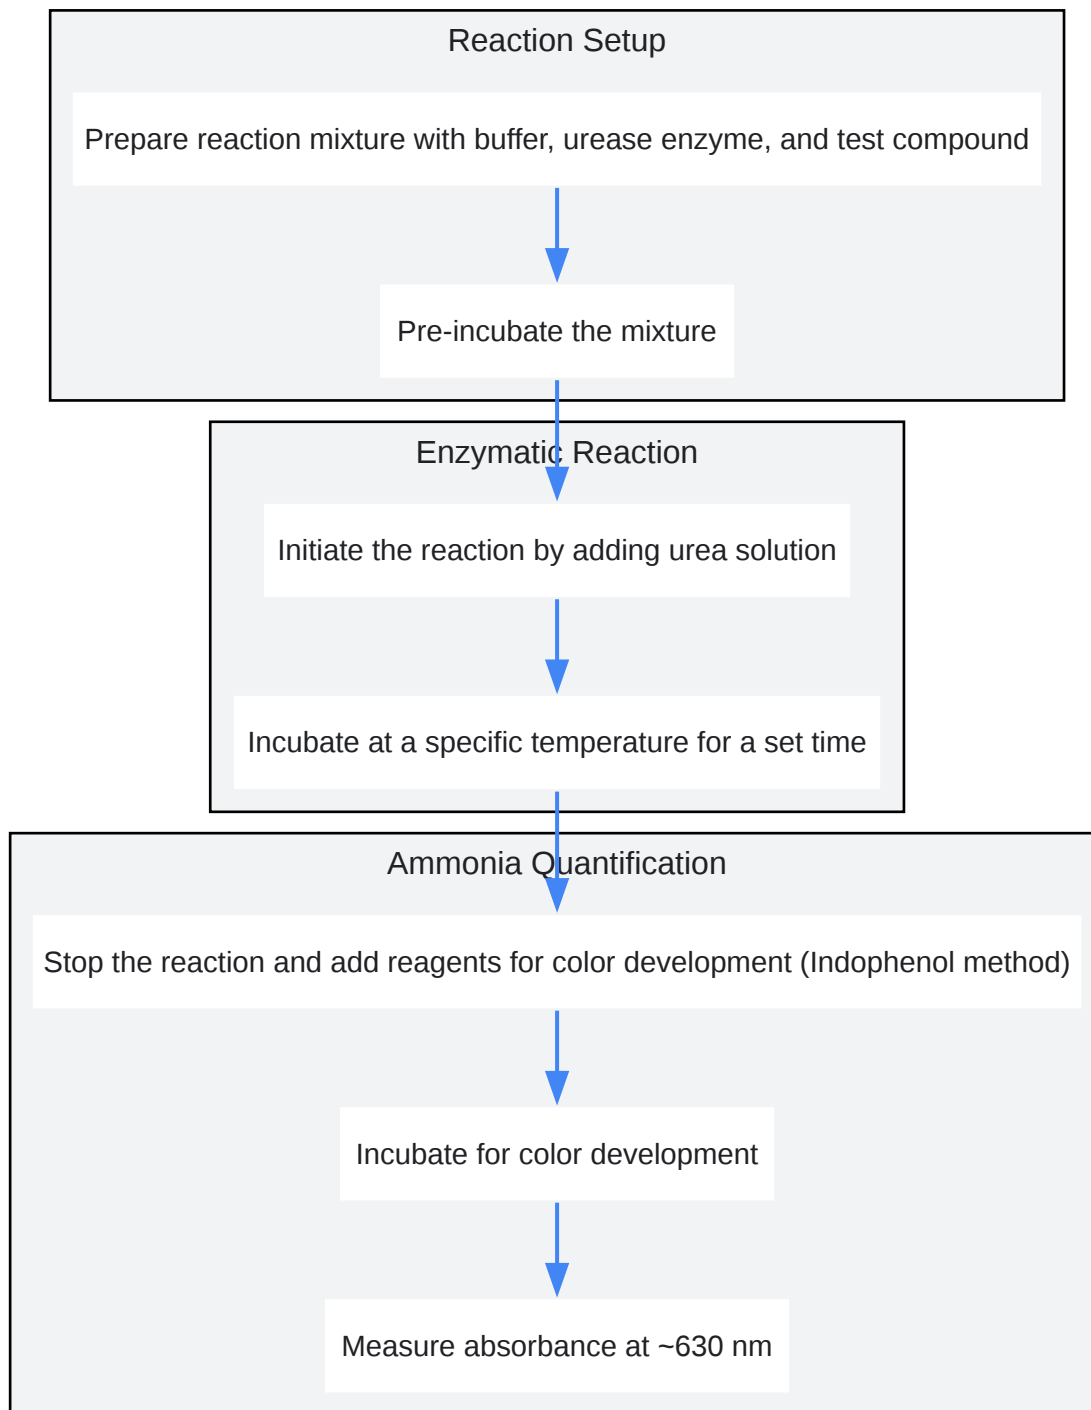 Reaction Setup
Prepare reaction mixture with buffer, urease enzyme, and test compound
Pre-incubate the mixture
Enzymatic Reaction
Initiate the reaction by adding urea solution
Incubate at a specific temperature for a set time
Ammonia Quantification
Stop the reaction and add reagents for color development (Indophenol method)
Incubate for color development
Measure absorbance at ~630 nm